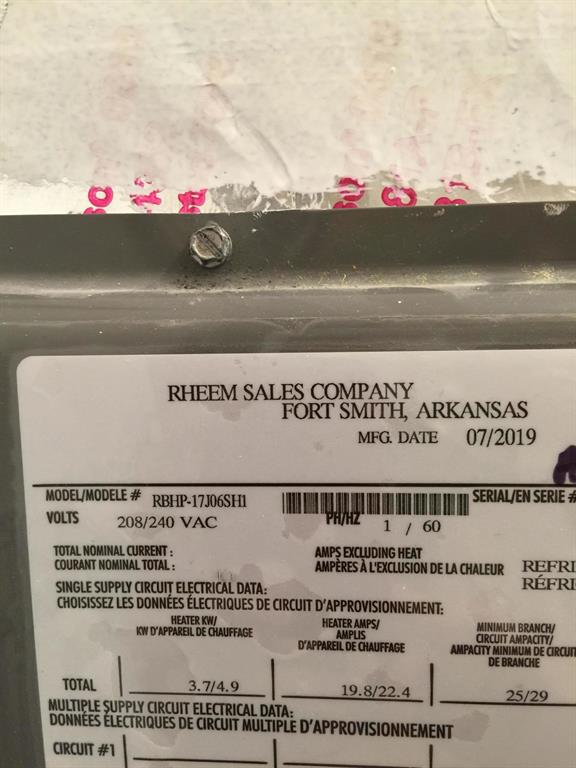 RHEEM SALES COMPANY
FORT SMITH, ARKANSAS
MFG. DATE 07/2019
MODEL/MODELE # RBHP-17J06SH1 SERIAL/EN SERIE #
VOLTS 208/240 VAC PH/HZ 1 / 60
TOTAL NOMINAL CURRENT : AMPS EXCLUDING HEAT
COURANT NOMINAL TOTAL : AMPÈRES À L'EXCLUSION DE LA CHALEUR REFRI
RÉFRI
SINGLE SUPPLY CIRCUIT ELECTRICAL DATA:
CHOISISSEZ LES DONNÉES ÉLECTRIQUES DE CIRCUIT D'APPROVISIONNEMENT:
HEATER KW/ HEATER AMPS/ MINIMUM BRANCH/
KW D'APPAREIL DE CHAUFFAGE AMPLIS CIRCUIT AMPACITY/
D'APPAREIL DE CHAUFFAGE AMPACITY MINIMUM DE CIRCUIT
DE BRANCHE
TOTAL 3.7/4.9 19.8/22.4 25/29
MULTIPLE SUPPLY CIRCUIT ELECTRICAL DATA:
DONNÉES ÉLECTRIQUES DE CIRCUIT MULTIPLE D'APPROVISIONNEMENT
CIRCUIT #1